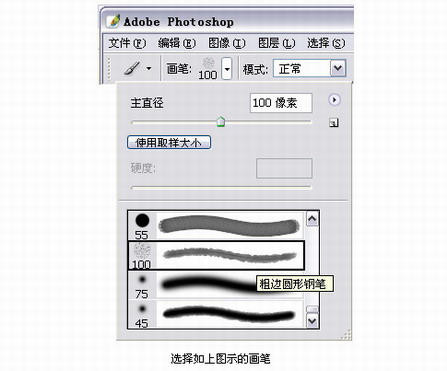 Adobe Photoshop
文件(F) 编辑(E) 图像(I) 图层(L) 选择(S)
画笔: 100 模式: 正常
主直径 100 像素
使用取样大小
硬度:
55
100
75
粗边圆形钢笔
45
选择如上图示的画笔